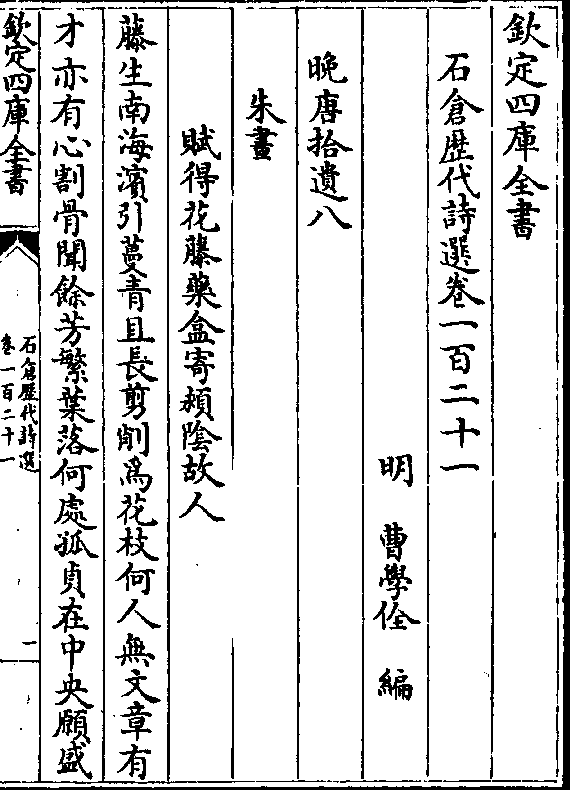 欽定四庫全書
石倉歴代詩選卷一百二十一
明　曹學佺　編
晚唐拾遺八
朱晝
賦得花藤藥盒寄潁隂故人
藤生南海濵引蔓青且長剪削為花枝何人無文章有
才亦有心割骨聞餘芳繁葉落何處孤貞在中央願盛
欽定四庫全書
石倉歴代詩選
卷一百二十一
一